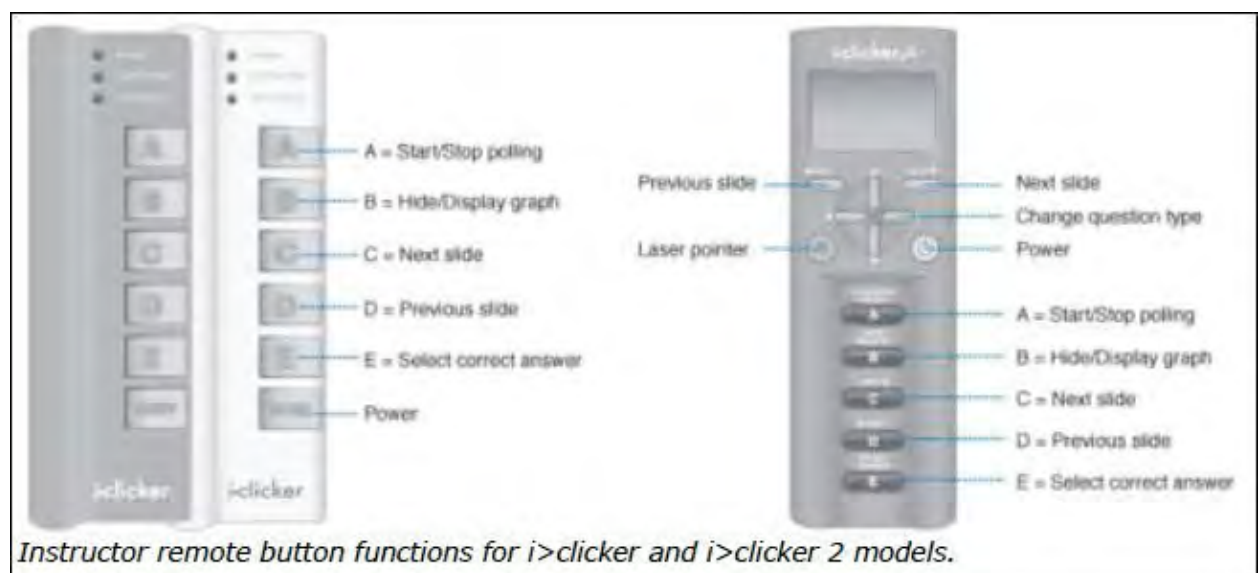 A = Start/Stop polling
B = Hide/Display graph
C = Next slide
D = Previous slide
E = Select correct answer
Power
i>clicker
i>clicker
Previous slide
Laser pointer
Next slide
Change question type
Power
A = Start/Stop polling
B = Hide/Display graph
C = Next slide
D = Previous slide
E = Select correct answer
A
B
C
D
E
A
C
D
E
Instructor remote button functions for i>clicker and i>clicker 2 models.